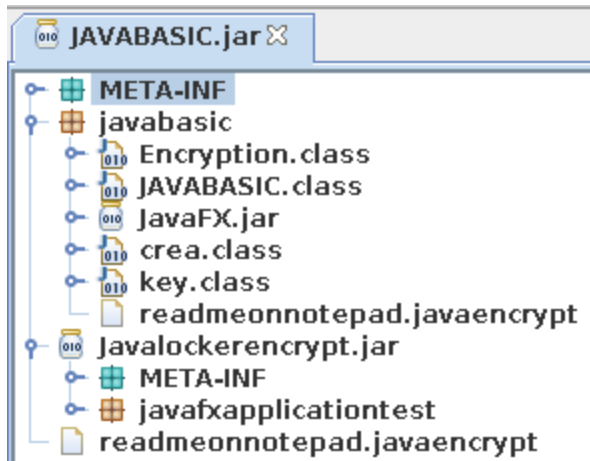 JAVABASIC.jar
META-INF
javabasic
Encryption.class
JAVABASIC.class
JavaFX.jar
crea.class
key.class
readmeonnotepad.javaencrypt
Javalockerencrypt.jar
META-INF
javafxapplicationtest
readmeonnotepad.javaencrypt